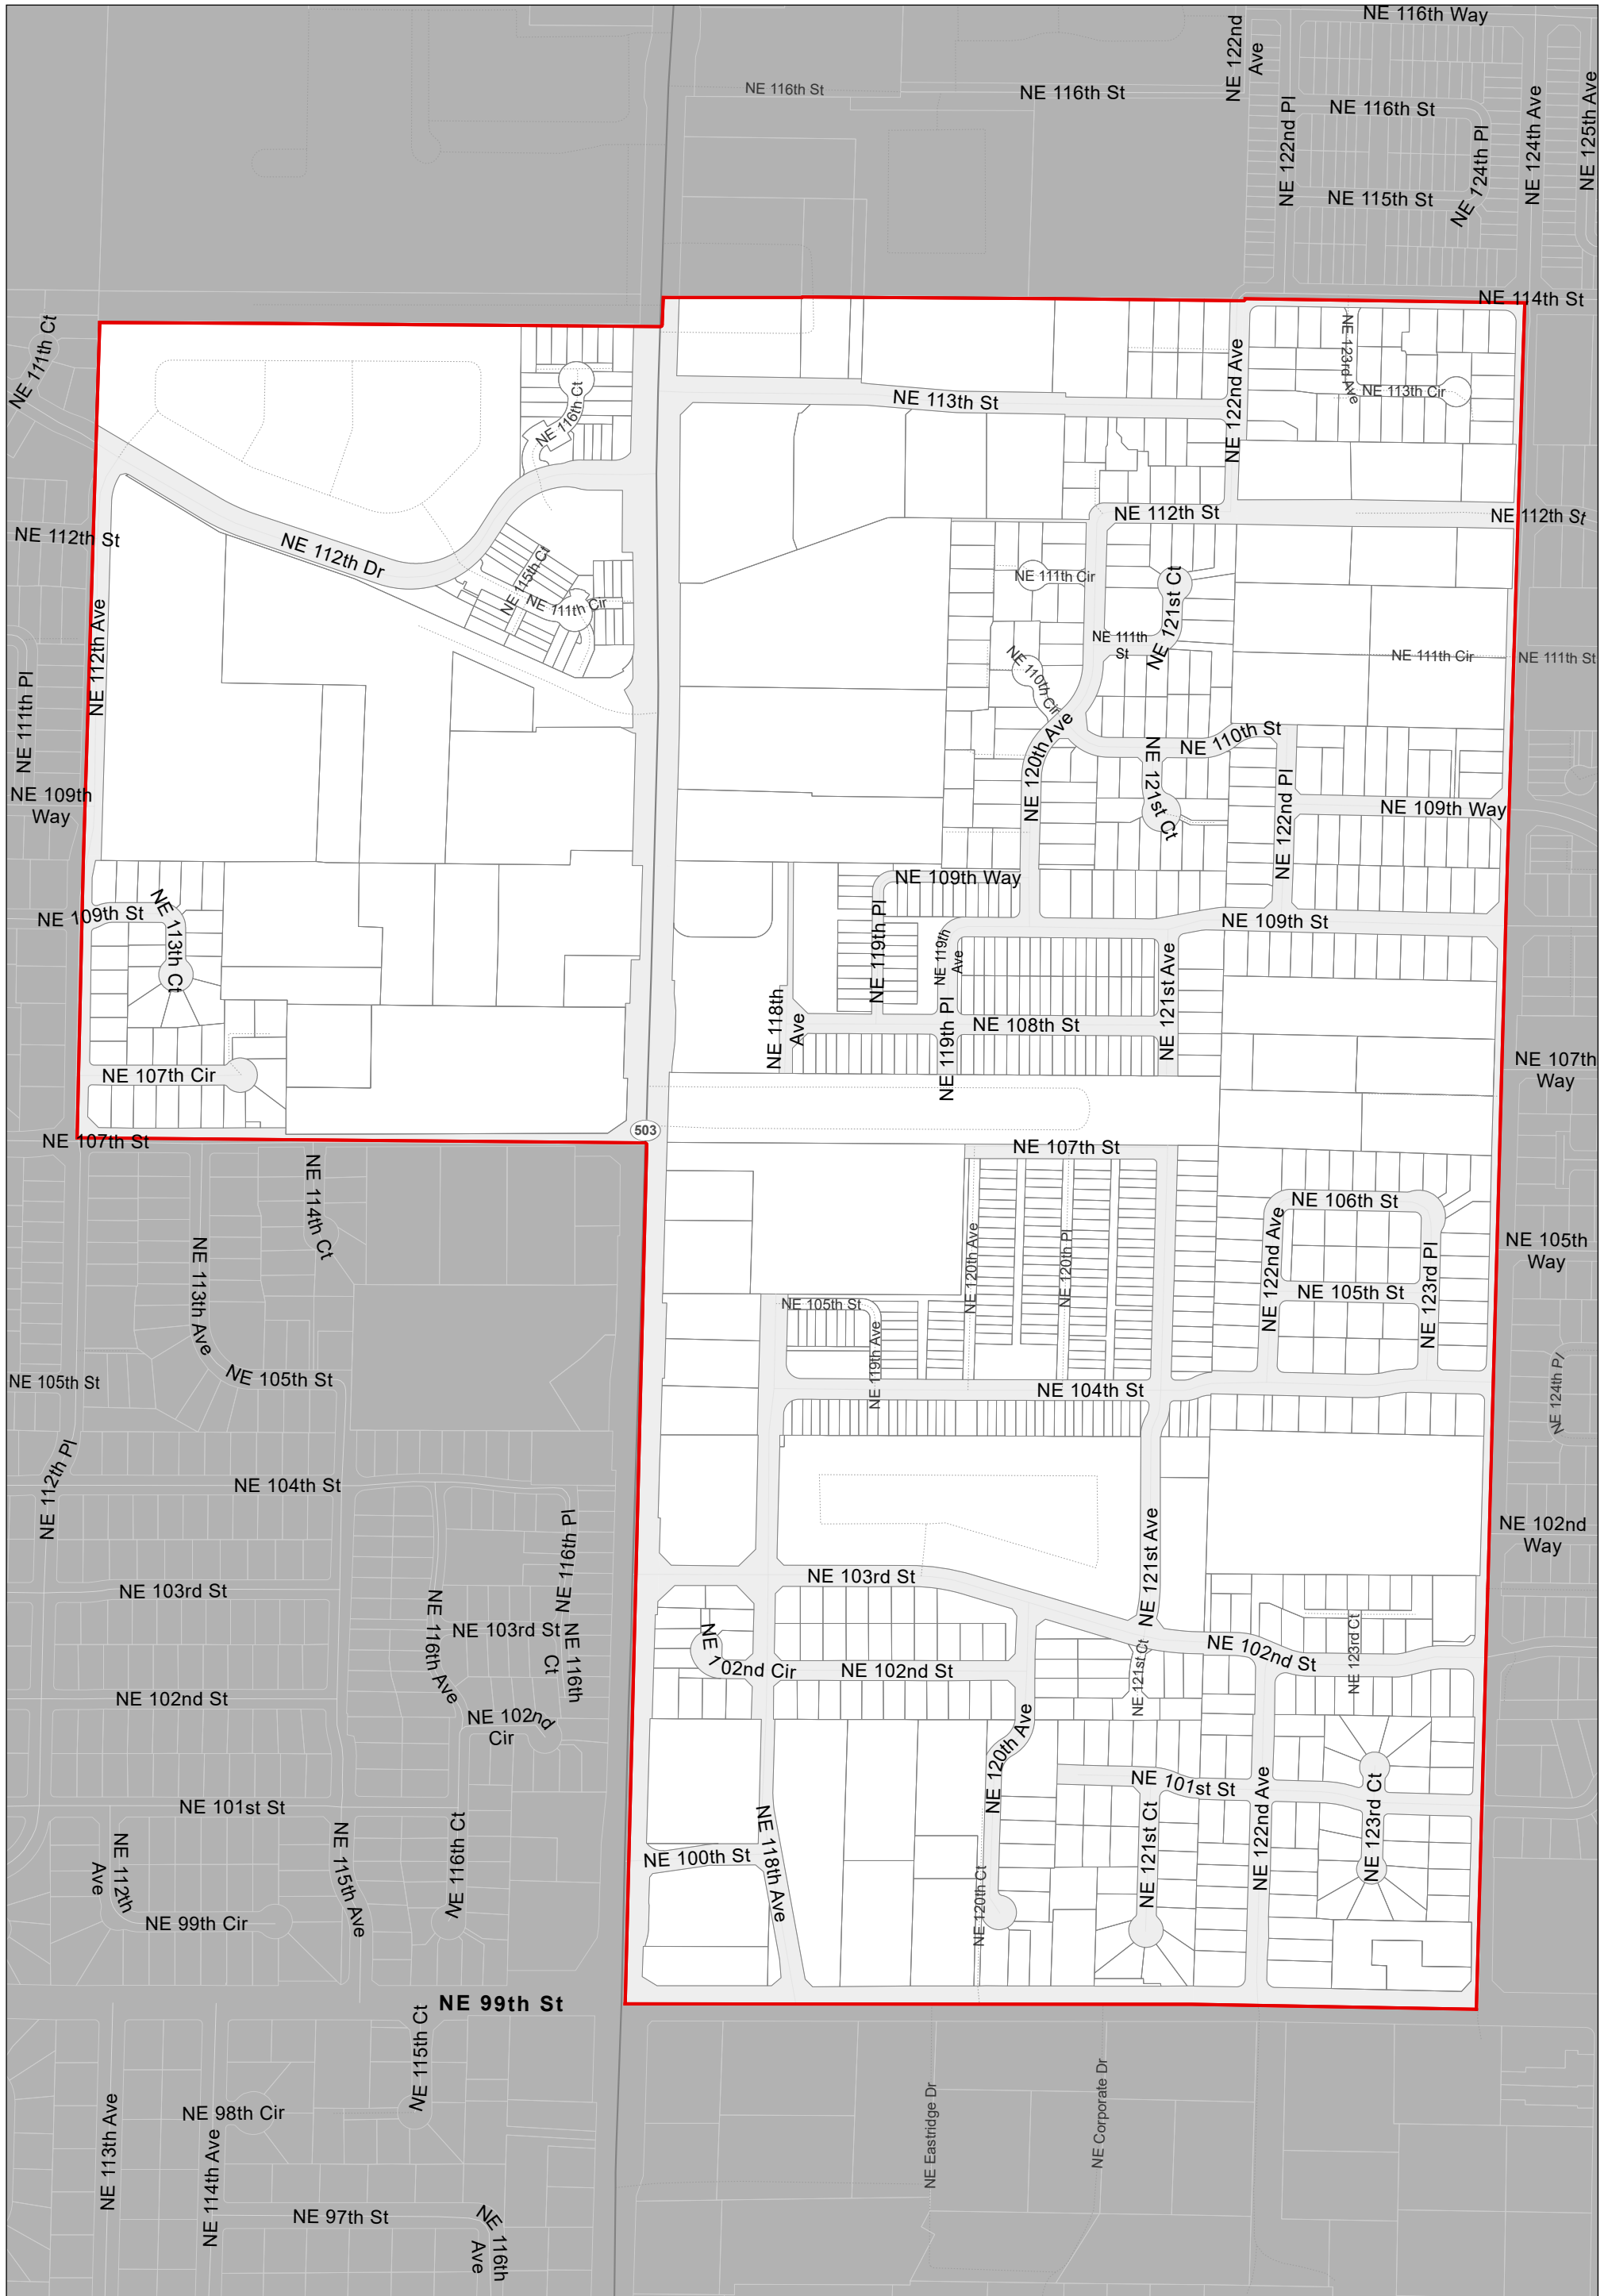 NE 116th Way
NE 122nd
Ave
NE 116th St
NE 116th St
NE 116th St
NE 122nd Pl
NE 124th Pl
NE 124th Ave
NE 125th Ave
NE 115th St
NE 114th St
NE 111th Ct
NE 116th Ct
NE 113th St
NE 122nd Ave
NE 123rd Ave
NE 113th Cir
NE 112th St
NE 112th Dr
NE 115th Ct
NE 111th Cir
NE 112th St
NE 112th St
NE 111th Cir
NE 121st Ct
NE 111th
St
NE 111th Cir
NE 111th St
NE 112th Ave
NE 111th Pl
NE 110th Cir
NE 120th Ave
NE 110th St
NE 121st Ct
NE 122nd Pl
NE 109th Way
NE 109th
Way
NE 109th Way
NE 109th St
NE 113th Ct
NE 119th Pl
NE 119th
Ave
NE 109th St
NE 121st Ave
NE 118th
Ave
NE 119th Pl
NE 108th St
NE 107th Cir
NE 107th
Way
NE 107th St
503
NE 107th St
NE 114th Ct
NE 113th Ave
NE 120th Ave
NE 120th Pl
NE 106th St
NE 122nd Ave
NE 123rd Pl
NE 105th
Way
NE 105th St
NE 105th St
NE 119th Ave
NE 105th St
NE 105th St
NE 104th St
NE 124th Pl
NE 112th Pl
NE 104th St
NE 116th Pl
NE 121st Ave
NE 102nd
Way
NE 103rd St
NE 103rd St
NE 116th Ave
NE 103rd St
NE 116th
Ct
NE 102nd Cir
NE 102nd St
NE 121st Ct
NE 102nd St
NE 123rd Ct
NE 102nd St
NE 102nd
Cir
NE 120th Ave
NE 101st St
NE 101st St
NE 118th Ave
NE 121st Ct
NE 122nd Ave
NE 123rd Ct
NE 112th
Ave
NE 115th Ave
NE 116th Ct
NE 100th St
NE 99th Cir
NE 120th Ct
NE 99th St
NE 115th Ct
NE 113th Ave
NE 98th Cir
NE 114th Ave
NE Eastridge Dr
NE Corporate Dr
NE 97th St
NE 116th
Ave